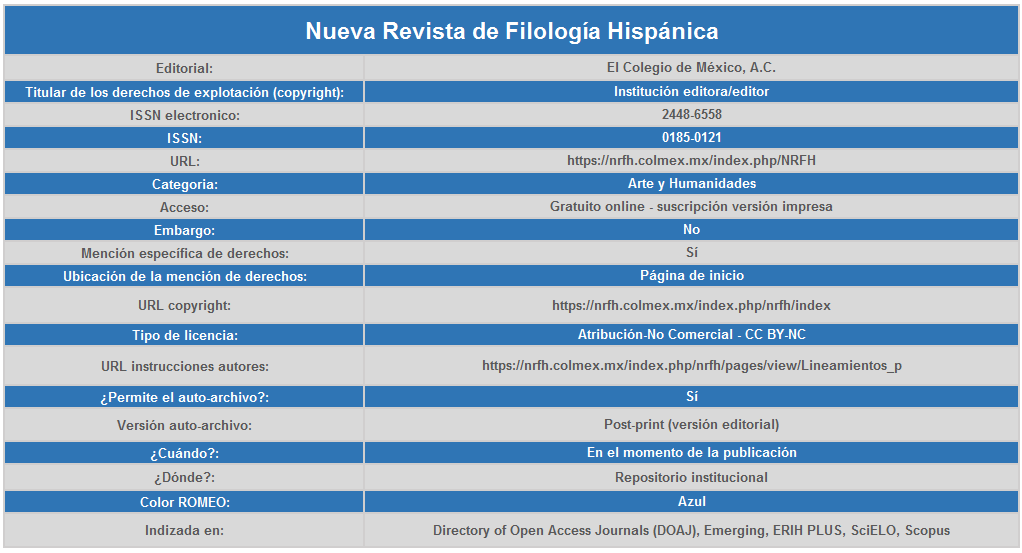 Nueva Revista de Filología Hispánica
Editorial: El Colegio de México, A.C.
Titular de los derechos de explotación (copyright): Institución editora/editor
ISSN electronico: 2448-6558
ISSN: 0185-0121
URL: https://nrfh.colmex.mx/index.php/NRFH
Categoria: Arte y Humanidades
Acceso: Gratuito online - suscripción versión impresa
Embargo: No
Mención específica de derechos: Sí
Ubicación de la mención de derechos: Página de inicio
URL copyright: https://nrfh.colmex.mx/index.php/nrfh/index
Tipo de licencia: Atribución-No Comercial - CC BY-NC
URL instrucciones autores: https://nrfh.colmex.mx/index.php/nrfh/pages/view/Lineamientos_p
¿Permite el auto-archivo?: Sí
Versión auto-archivo: Post-print (versión editorial)
¿Cuándo?: En el momento de la publicación
¿Dónde?: Repositorio institucional
Color ROMEO: Azul
Indizada en: Directory of Open Access Journals (DOAJ), Emerging, ERIH PLUS, SciELO, Scopus